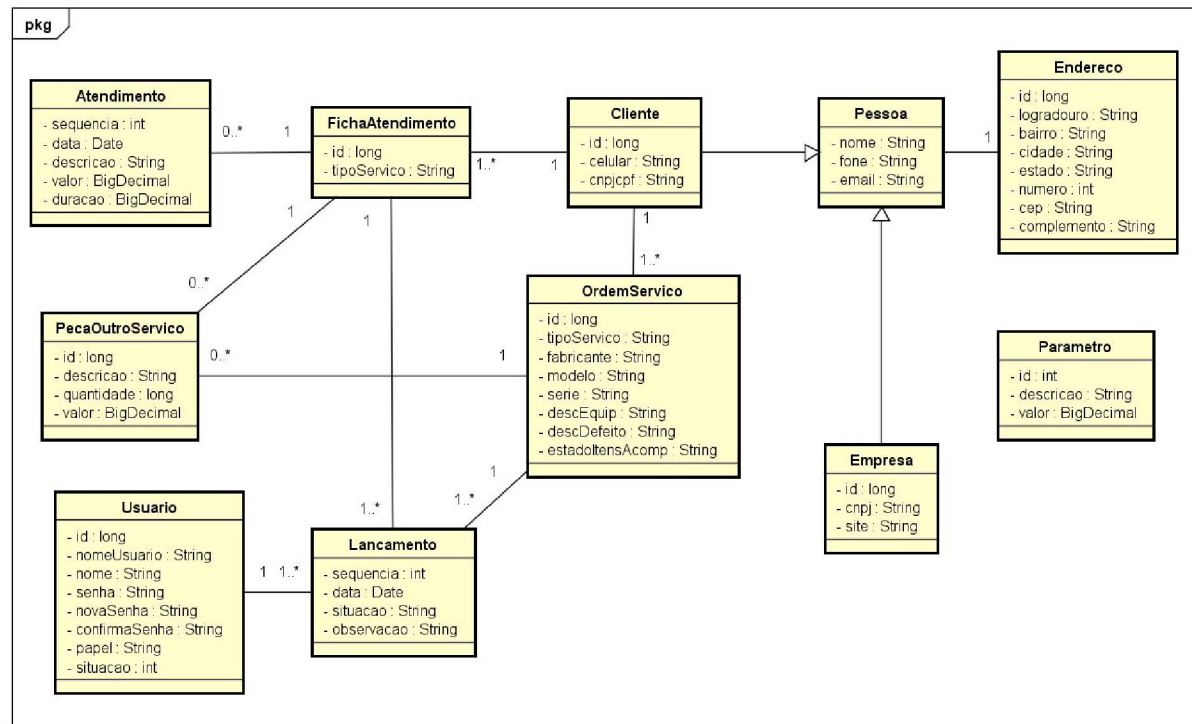 pkg
Atendimento
- sequencia : int
- data : Date
- descricao : String
- valor : BigDecimal
- duracao : BigDecimal
0..*
1
FichaAtendimento
- id : long
- tipoServico : String
1..*
1
Cliente
- id : long
- celular : String
- cnpjcpf : String
Pessoa
- nome : String
- fone : String
- email : String
1
Endereco
- id : long
- logradouro : String
- bairro : String
- cidade : String
- estado : String
- numero : int
- cep : String
- complemento : String
1
0..*
1
1
1..*
PecaOutroServico
- id : long
- descricao : String
- quantidade : long
- valor : BigDecimal
0..*
1
OrdemServico
- id : long
- tipoServico : String
- fabricante : String
- modelo : String
- serie : String
- descEquip : String
- descDefeito : String
- estadoItensAcomp : String
Parametro
- id : int
- descricao : String
- valor : BigDecimal
Empresa
- id : long
- cnpj : String
- site : String
1
1..*
1..*
Usuario
- id : long
- nomeUsuario : String
- nome : String
- senha : String
- novaSenha : String
- confirmaSenha : String
- papel : String
- situacao : int
1 1..*
Lancamento
- sequencia : int
- data : Date
- situacao : String
- observacao : String